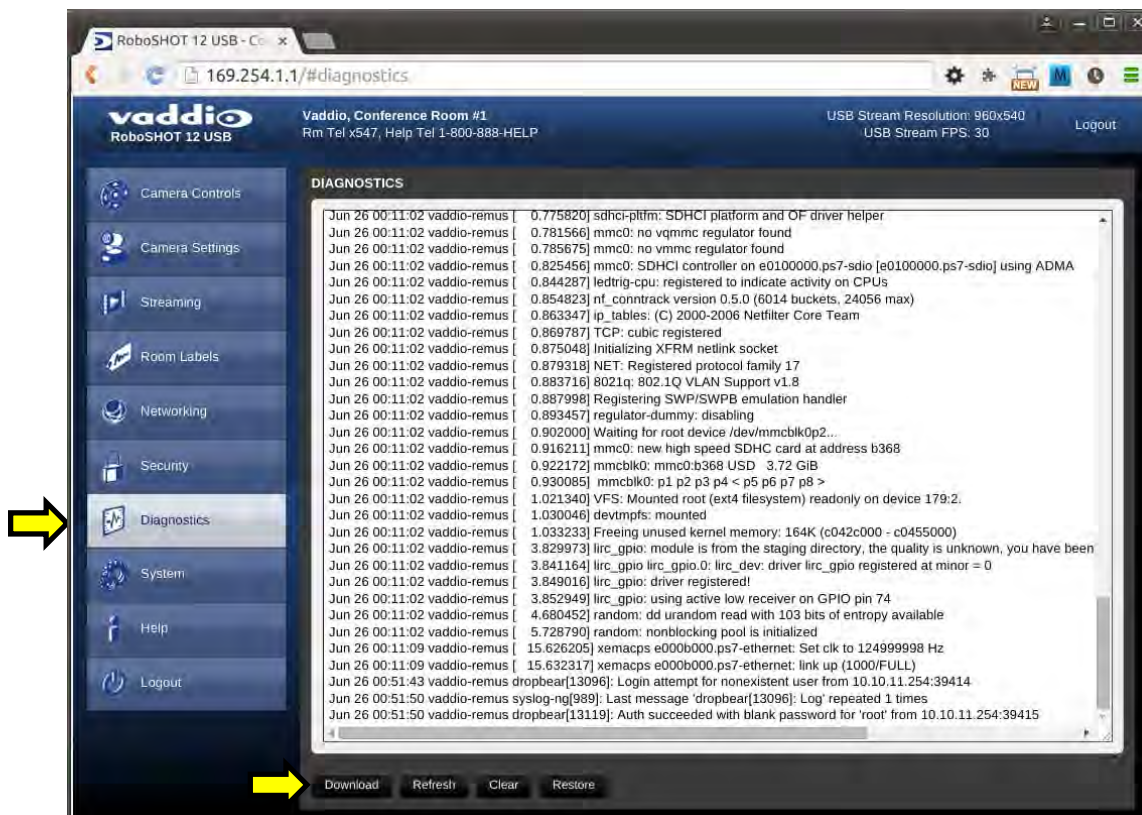 RoboSHOT 12 USB - Co
169.254.1.1/#diagnostics
NEW
M
vaddio
RoboSHOT 12 USB
Vaddio, Conference Room #1
Rm Tel x547, Help Tel 1-800-888-HELP
USB Stream Resolution: 960x540
USB Stream FPS: 30
Logout
Camera Controls
Camera Settings
Streaming
Room Labels
Networking
Security
Diagnostics
System
Help
Logout
DIAGNOSTICS
Jun 26 00:11:02 vaddio-remus [ 0.775820] sdhci-pltfm: SDHCI platform and OF driver helper
Jun 26 00:11:02 vaddio-remus [ 0.781566] mmc0: no vqmmc regulator found
Jun 26 00:11:02 vaddio-remus [ 0.785675] mmc0: no vmmc regulator found
Jun 26 00:11:02 vaddio-remus [ 0.825456] mmc0: SDHCI controller on e0100000.ps7-sdio [e0100000.ps7-sdio] using ADMA
Jun 26 00:11:02 vaddio-remus [ 0.844287] ledtrig-cpu: registered to indicate activity on CPUs
Jun 26 00:11:02 vaddio-remus [ 0.854823] nf_conntrack version 0.5.0 (6014 buckets, 24056 max)
Jun 26 00:11:02 vaddio-remus [ 0.863347] ip_tables: (C) 2000-2006 Netfilter Core Team
Jun 26 00:11:02 vaddio-remus [ 0.869787] TCP: cubic registered
Jun 26 00:11:02 vaddio-remus [ 0.875048] Initializing XFRM netlink socket
Jun 26 00:11:02 vaddio-remus [ 0.879318] NET: Registered protocol family 17
Jun 26 00:11:02 vaddio-remus [ 0.883716] 8021q: 802.1Q VLAN Support v1.8
Jun 26 00:11:02 vaddio-remus [ 0.887998] Registering SWP/SWPB emulation handler
Jun 26 00:11:02 vaddio-remus [ 0.893457] regulator-dummy: disabling
Jun 26 00:11:02 vaddio-remus [ 0.902000] Waiting for root device /dev/mmcblk0p2...
Jun 26 00:11:02 vaddio-remus [ 0.916211] mmc0: new high speed SDHC card at address b368
Jun 26 00:11:02 vaddio-remus [ 0.922172] mmcblk0: mmc0:b368 USD 3.72 GiB
Jun 26 00:11:02 vaddio-remus [ 0.930085] mmcblk0: p1 p2 p3 p4 < p5 p6 p7 p8 >
Jun 26 00:11:02 vaddio-remus [ 1.021340] VFS: Mounted root (ext4 filesystem) readonly on device 179:2.
Jun 26 00:11:02 vaddio-remus [ 1.030046] devtmpfs: mounted
Jun 26 00:11:02 vaddio-remus [ 1.033233] Freeing unused kernel memory: 164K (c042c000 - c0455000)
Jun 26 00:11:02 vaddio-remus [ 3.829973] lirc_gpio: module is from the staging directory, the quality is unknown, you have been
Jun 26 00:11:02 vaddio-remus [ 3.841164] lirc_gpio lirc_gpio.0: lirc_dev: driver lirc_gpio registered at minor = 0
Jun 26 00:11:02 vaddio-remus [ 3.849016] lirc_gpio: driver registered!
Jun 26 00:11:02 vaddio-remus [ 3.852949] lirc_gpio: using active low receiver on GPIO pin 74
Jun 26 00:11:02 vaddio-remus [ 4.680452] random: dd urandom read with 103 bits of entropy available
Jun 26 00:11:02 vaddio-remus [ 5.728790] random: nonblocking pool is initialized
Jun 26 00:11:09 vaddio-remus [ 15.626205] xemacps e000b000.ps7-ethernet: Set clk to 124999998 Hz
Jun 26 00:11:09 vaddio-remus [ 15.632317] xemacps e000b000.ps7-ethernet: link up (1000/FULL)
Jun 26 00:51:43 vaddio-remus dropbear[13096]: Login attempt for nonexistent user from 10.10.11.254:39414
Jun 26 00:51:50 vaddio-remus syslog-ng[989]: Last message 'dropbear[13096]: Log' repeated 1 times
Jun 26 00:51:50 vaddio-remus dropbear[13119]: Auth succeeded with blank password for 'root' from 10.10.11.254:39415
Download
Refresh
Clear
Restore